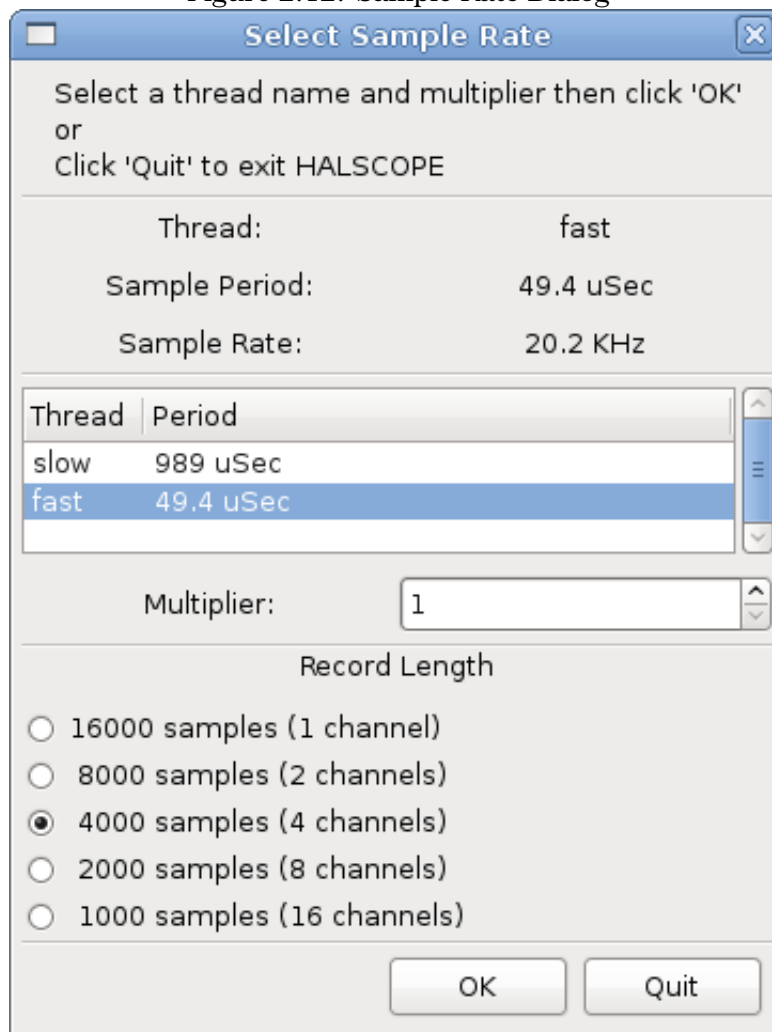 Select Sample Rate
Select a thread name and multiplier then click 'OK'
or
Click 'Quit' to exit HALSCOPE
Thread: fast
Sample Period: 49.4 uSec
Sample Rate: 20.2 KHz
Thread Period
slow 989 uSec
fast 49.4 uSec
Multiplier: 1
Record Length
16000 samples (1 channel)
8000 samples (2 channels)
4000 samples (4 channels)
2000 samples (8 channels)
1000 samples (16 channels)
OK Quit